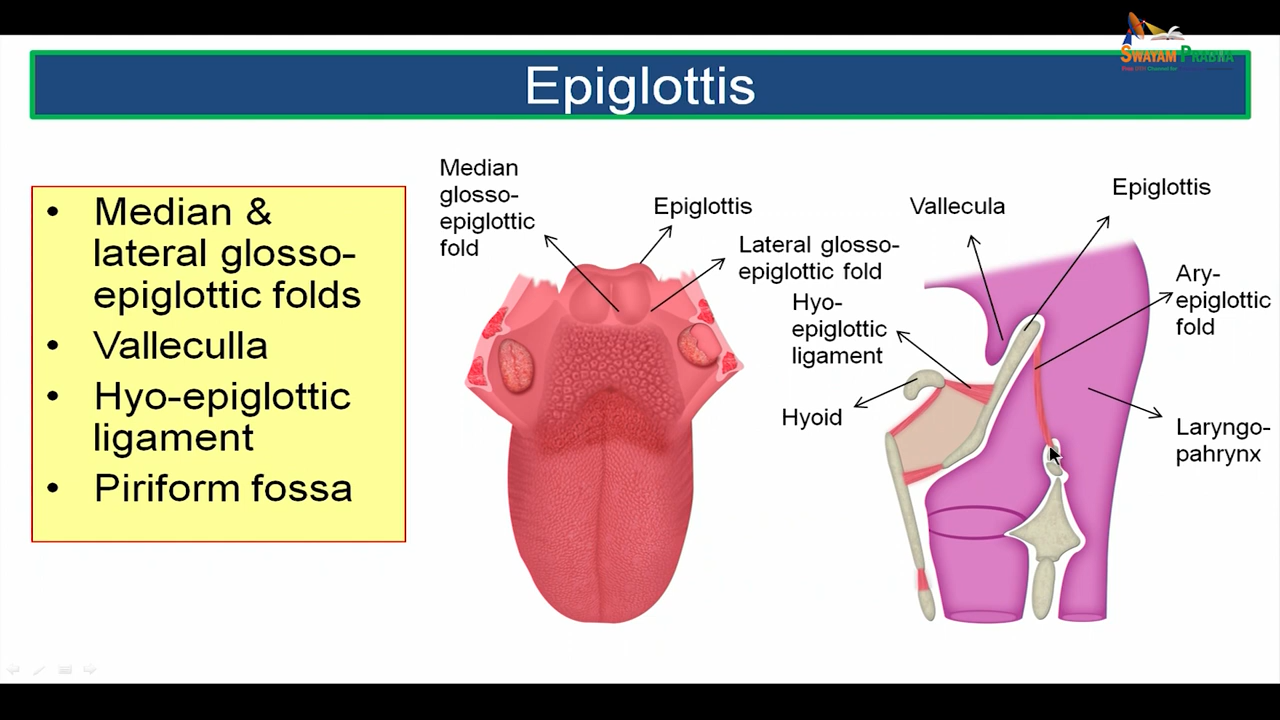 SWAYAM PRABHA
Epiglottis
• Median &
lateral glosso-
epiglottic folds
• Valleculla
• Hyo-epiglottic
ligament
• Piriform fossa
Median
glosso-
epiglottic
fold
Epiglottis
Lateral glosso-
epiglottic fold
Hyo-
epiglottic
ligament
Hyoid
Vallecula
Epiglottis
Ary-
epiglottic
fold
Laryngo-
pahrynx